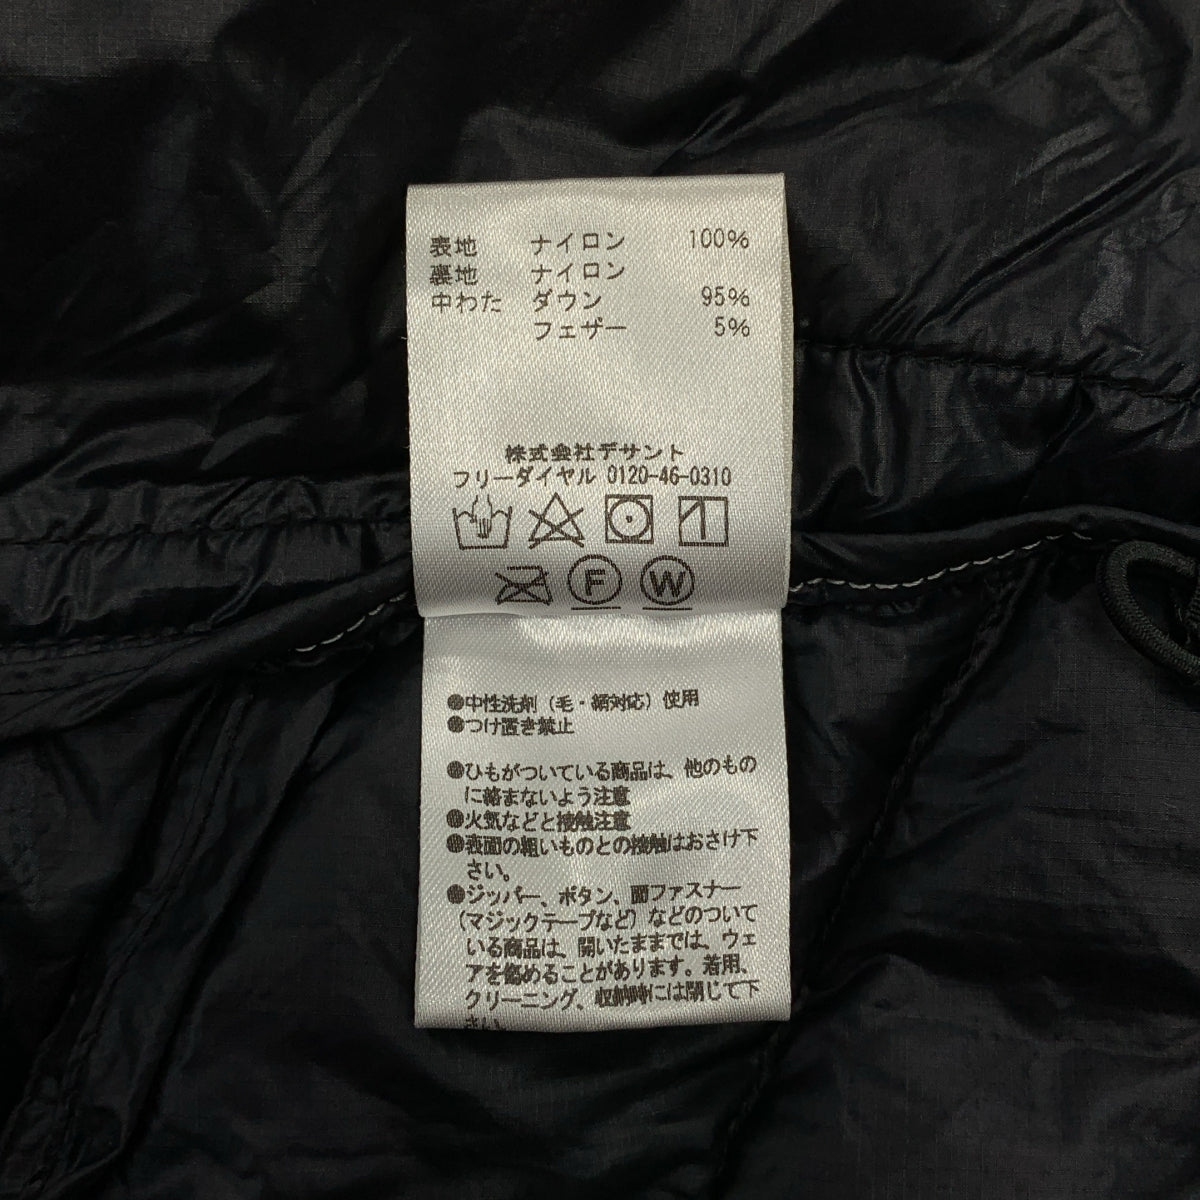 表地 ナイロン 100%
裏地 ナイロン
中わた ダウン 95%
フェザー 5%
株式会社デサント
フリーダイヤル 0120-46-0310
F W
●中性洗剤（毛・絹対応）使用
●つけ置き禁止
●ひもがついている商品は、他のもの
に絡まないよう注意
●火気などと接触注意
●表面の粗いものとの接触はおさけ下
さい。
●ジッパー、ボタン、面ファスナー
（マジックテープなど）などのついて
いる商品は、開いたままでは、ウェ
アを傷めることがあります。着用、
クリーニング、収納時には閉じて下
さい。